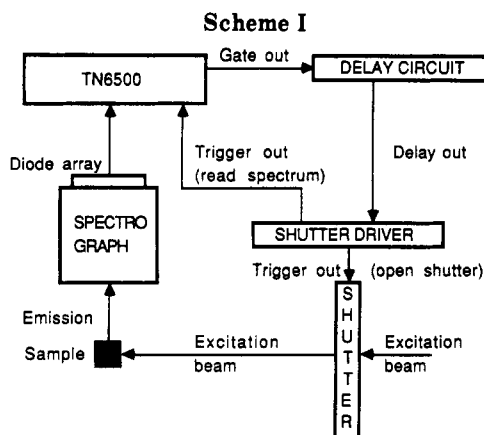 Scheme I
Gate out
TN6500
DELAY CIRCUIT
Diode array
Trigger out
(read spectrum)
Delay out
SPECTRO
GRAPH
SHUTTER DRIVER
Trigger out (open shutter)
Emission
SHUTTER
Sample
Excitation
beam
Excitation
beam